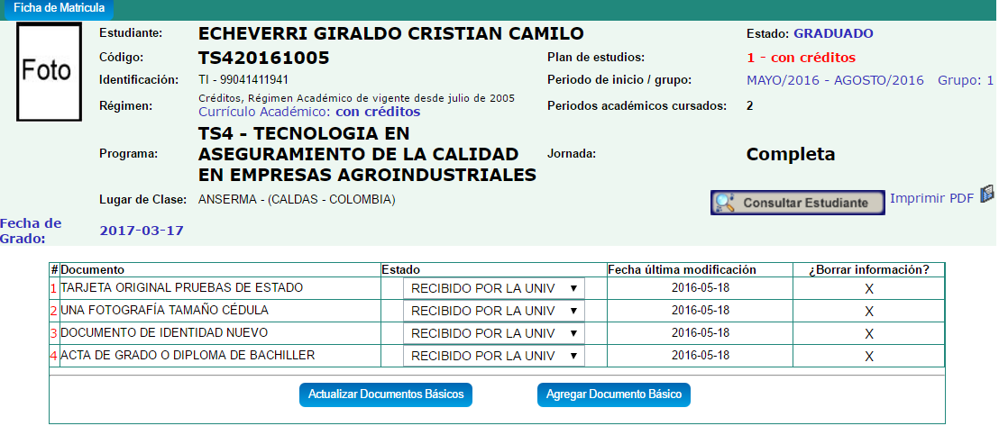 Ficha de Matricula
Foto
Estudiante: ECHEVERRI GIRALDO CRISTIAN CAMILO Estado: GRADUADO
Código: TS420161005 Plan de estudios: 1 - con créditos
Identificación: TI - 99041411941 Periodo de inicio / grupo: MAYO/2016 - AGOSTO/2016 Grupo: 1
Régimen: Créditos, Régimen Académico de vigente desde julio de 2005
Currículo Académico: con créditos Periodos académicos cursados: 2
Programa: TS4 - TECNOLOGIA EN
ASEGURAMIENTO DE LA CALIDAD
EN EMPRESAS AGROINDUSTRIALES
Jornada: Completa
Lugar de Clase: ANSERMA - (CALDAS - COLOMBIA)
Consultar Estudiante Imprimir PDF
Fecha de
Grado: 2017-03-17
# Documento Estado Fecha última modificación ¿Borrar información?
1 TARJETA ORIGINAL PRUEBAS DE ESTADO RECIBIDO POR LA UNIV 2016-05-18 X
2 UNA FOTOGRAFÍA TAMAÑO CÉDULA RECIBIDO POR LA UNIV 2016-05-18 X
3 DOCUMENTO DE IDENTIDAD NUEVO RECIBIDO POR LA UNIV 2016-05-18 X
4 ACTA DE GRADO O DIPLOMA DE BACHILLER RECIBIDO POR LA UNIV 2016-05-18 X
Actualizar Documentos Básicos Agregar Documento Básico